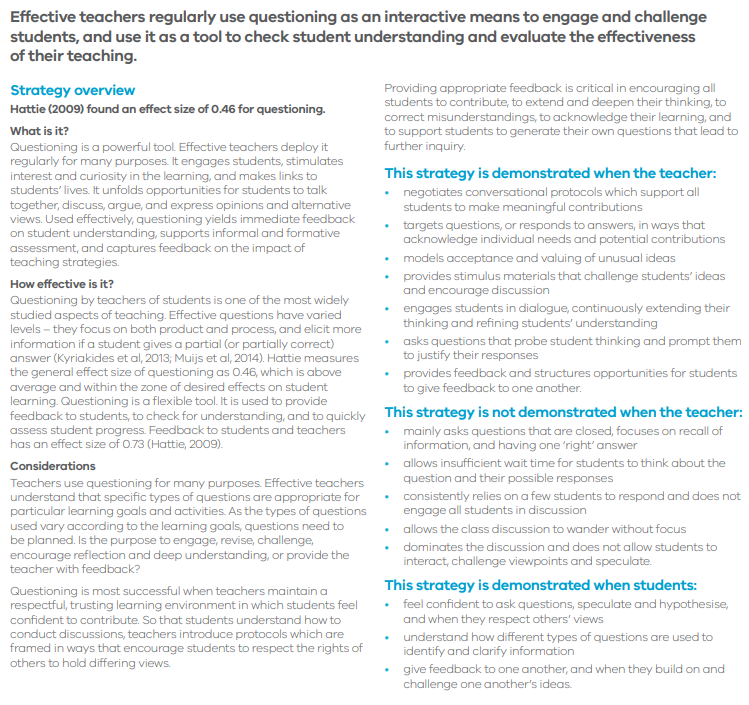 Effective teachers regularly use questioning as an interactive means to engage and challenge
students, and use it as a tool to check student understanding and evaluate the effectiveness
of their teaching.
Strategy overview
Hattie (2009) found an effect size of 0.46 for questioning.
What is it?
Questioning is a powerful tool. Effective teachers deploy it
regularly for many purposes. It engages students, stimulates
interest and curiosity in the learning, and makes links to
students' lives. It unfolds opportunities for students to talk
together, discuss, argue, and express opinions and alternative
views. Used effectively, questioning yields immediate feedback
on student understanding, supports informal and formative
assessment, and captures feedback on the impact of
teaching strategies.
How effective is it?
Questioning by teachers of students is one of the most widely
studied aspects of teaching. Effective questions have varied
levels – they focus on both product and process, and elicit more
information if a student gives a partial (or partially correct)
answer (Kyriakides et al, 2013; Muijs et al, 2014). Hattie measures
the general effect size of questioning as 0.46, which is above
average and within the zone of desired effects on student
learning. Questioning is a flexible tool. It is used to provide
feedback to students, to check for understanding, and to quickly
assess student progress. Feedback to students and teachers
has an effect size of 0.73 (Hattie, 2009).
Considerations
Teachers use questioning for many purposes. Effective teachers
understand that specific types of questions are appropriate for
particular learning goals and activities. As the types of questions
used vary according to the learning goals, questions need to
be planned. Is the purpose to engage, revise, challenge,
encourage reflection and deep understanding, or provide the
teacher with feedback?
Questioning is most successful when teachers maintain a
respectful, trusting learning environment in which students feel
confident to contribute. So that students understand how to
conduct discussions, teachers introduce protocols which are
framed in ways that encourage students to respect the rights of
others to hold differing views.
Providing appropriate feedback is critical in encouraging all
students to contribute, to extend and deepen their thinking, to
correct misunderstandings, to acknowledge their learning, and
to support students to generate their own questions that lead to
further inquiry.
This strategy is demonstrated when the teacher:
• negotiates conversational protocols which support all
students to make meaningful contributions
• targets questions, or responds to answers, in ways that
acknowledge individual needs and potential contributions
• models acceptance and valuing of unusual ideas
• provides stimulus materials that challenge students' ideas
and encourage discussion
• engages students in dialogue, continuously extending their
thinking and refining students' understanding
• asks questions that probe student thinking and prompt them
to justify their responses
• provides feedback and structures opportunities for students
to give feedback to one another.
This strategy is not demonstrated when the teacher:
• mainly asks questions that are closed, focuses on recall of
information, and having one 'right' answer
• allows insufficient wait time for students to think about the
question and their possible responses
• consistently relies on a few students to respond and does not
engage all students in discussion
• allows the class discussion to wander without focus
• dominates the discussion and does not allow students to
interact, challenge viewpoints and speculate.
This strategy is demonstrated when students:
• feel confident to ask questions, speculate and hypothesise,
and when they respect others' views
• understand how different types of questions are used to
identify and clarify information
• give feedback to one another, and when they build on and
challenge one another's ideas.